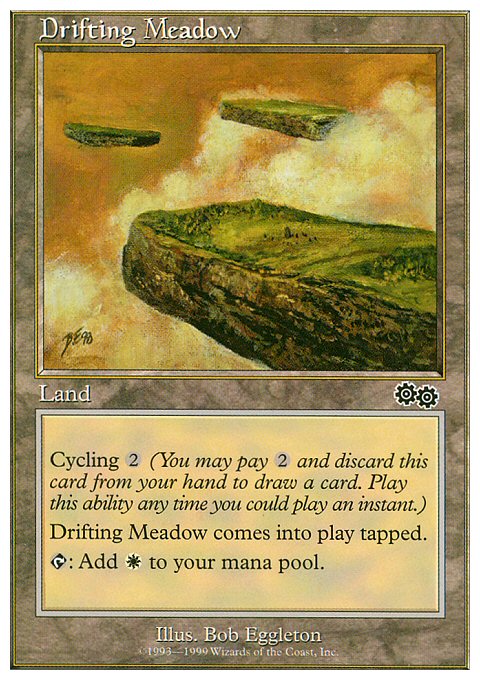 Drifting Meadow
BE98
Land
Cycling 2 (You may pay 2 and discard this
card from your hand to draw a card. Play
this ability any time you could play an instant.)
Drifting Meadow comes into play tapped.
: Add to your mana pool.
Illus. Bob Eggleton
©1993–1999 Wizards of the Coast, Inc.